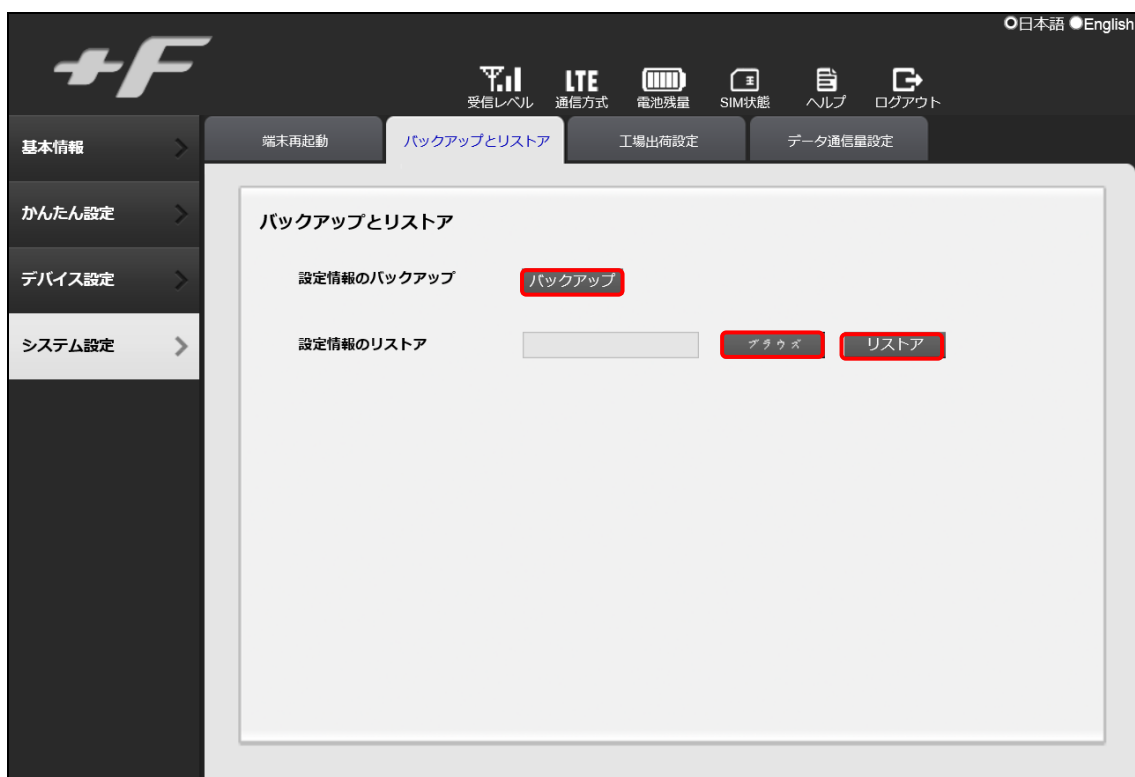 日本語 English
+F
LTE
受信レベル 通信方式 電池残量 SIM状態 ヘルプ ログアウト
基本情報
かんたん設定
デバイス設定
システム設定
端末再起動 バックアップとリストア 工場出荷設定 データ通信量設定
バックアップとリストア
設定情報のバックアップ バックアップ
設定情報のリストア ブラウズ リストア